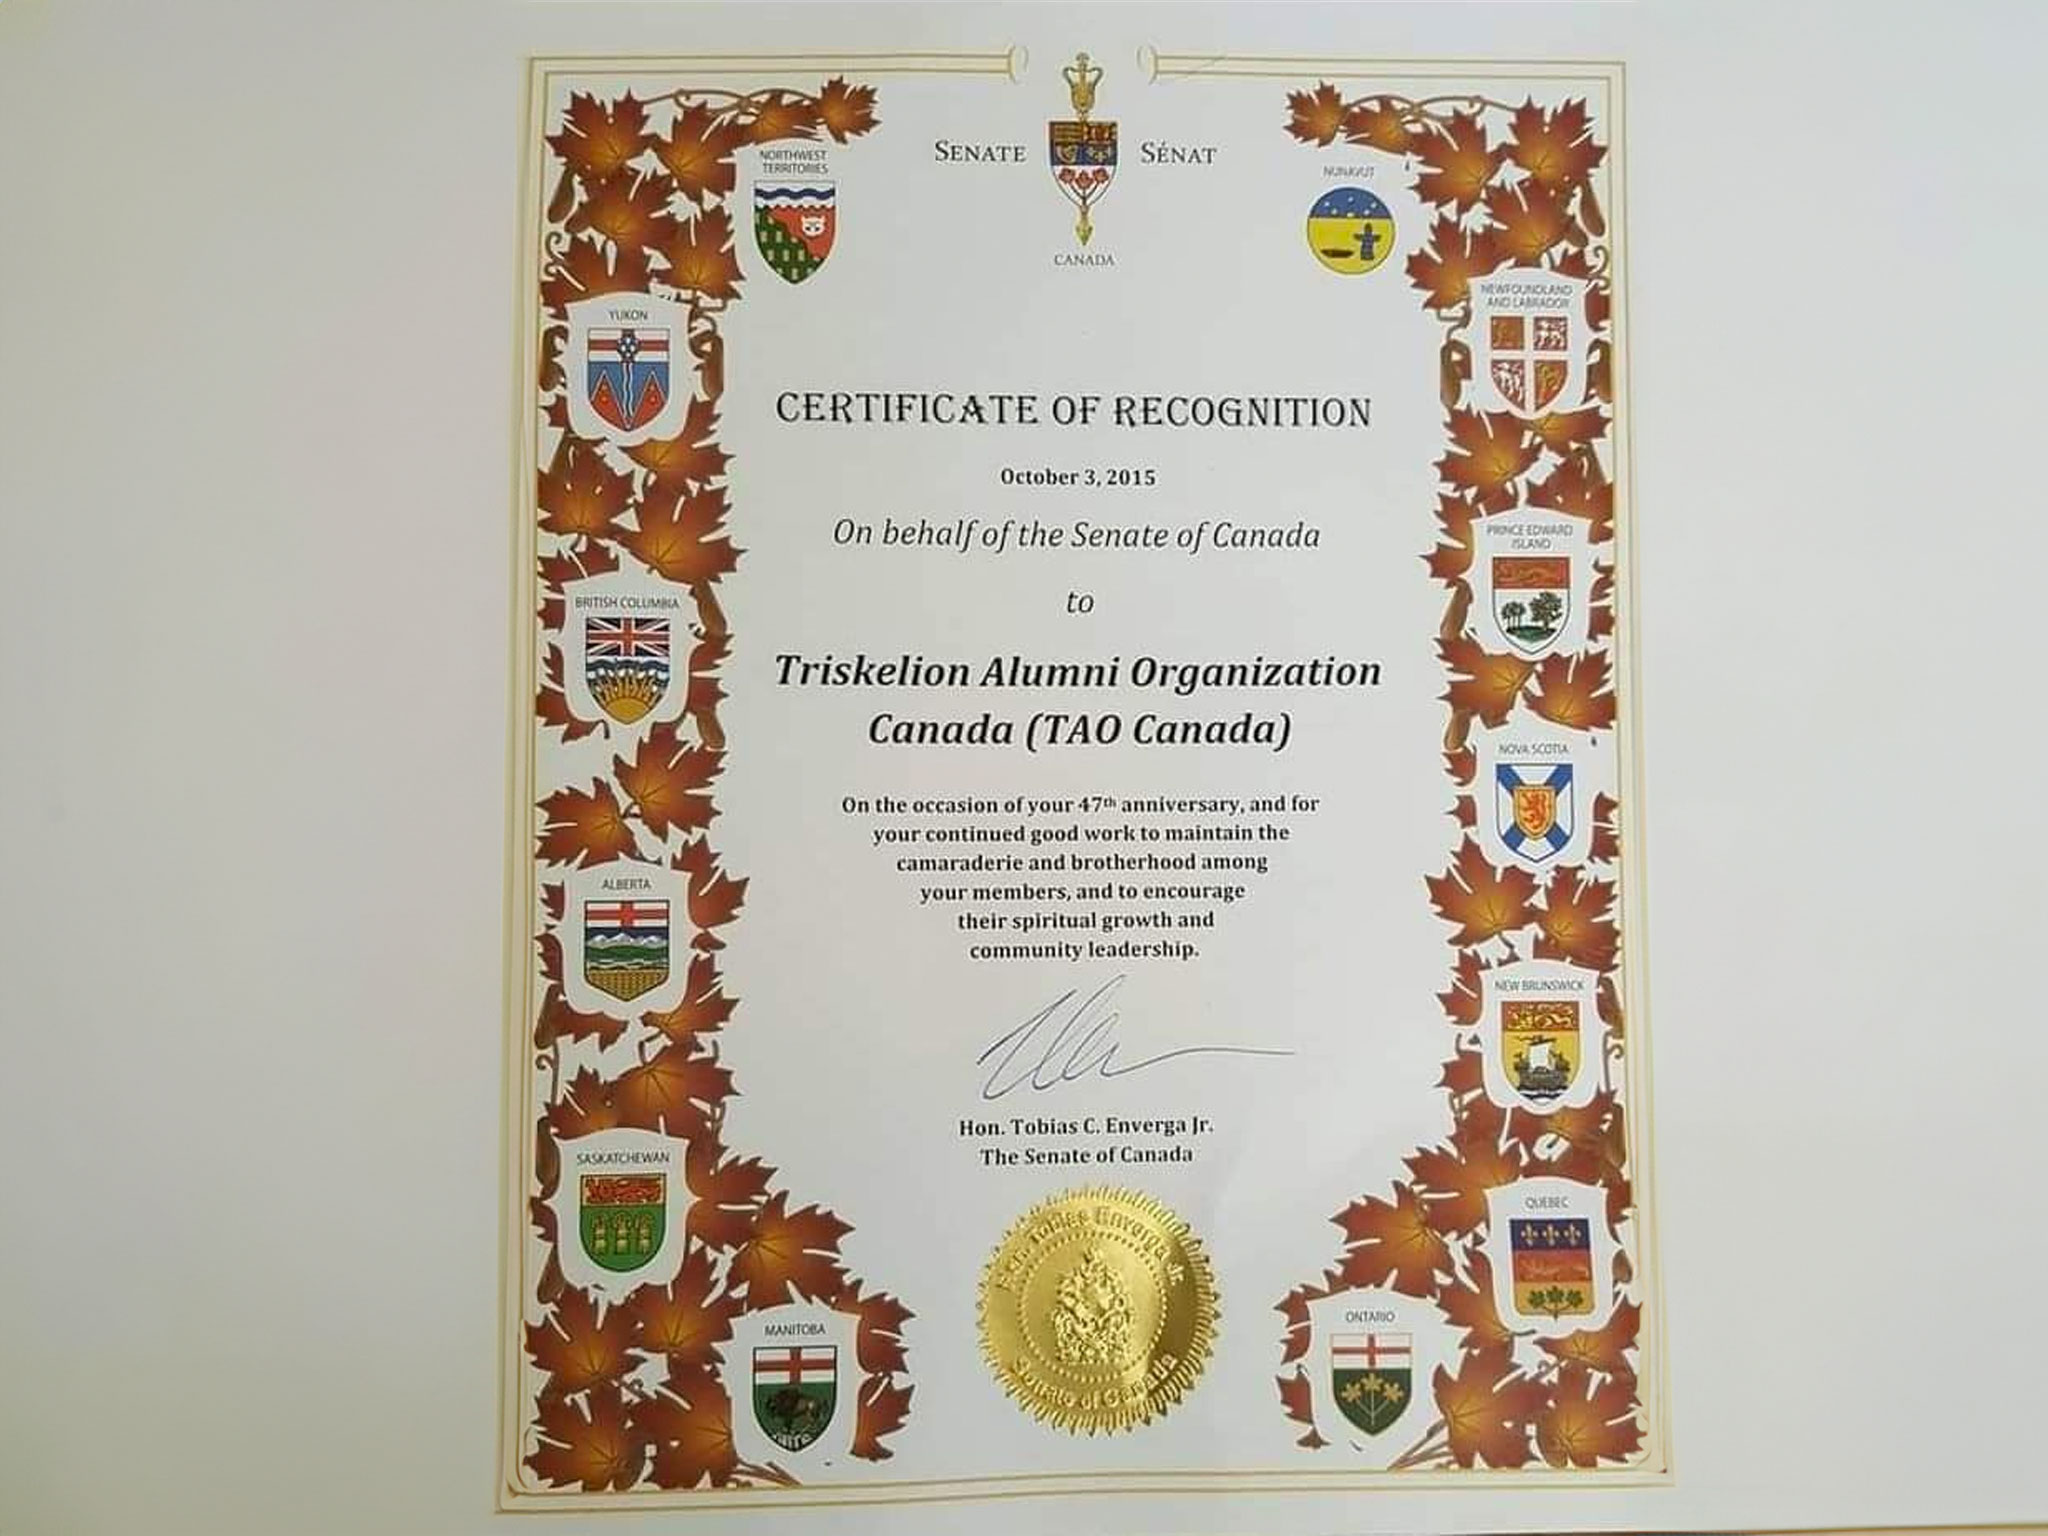 SENATE SÉNAT
CANADA
NORTHWEST
TERRITORIES
NUNAVUT
YUKON
NEWFOUNDLAND
AND LABRADOR
CERTIFICATE OF RECOGNITION
October 3, 2015
On behalf of the Senate of Canada
to
PRINCE EDWARD
ISLAND
BRITISH COLUMBIA
Triskelion Alumni Organization
Canada (TAO Canada)
NOVA SCOTIA
On the occasion of your 47th anniversary, and for
your continued good work to maintain the
camaraderie and brotherhood among
your members, and to encourage
their spiritual growth and
community leadership.
ALBERTA
NEW BRUNSWICK
Hon. Tobias C. Enverga Jr.
The Senate of Canada
SASKATCHEWAN
QUEBEC
Hon Tobias Enverga Jr.
Senate of Canada
MANITOBA
ONTARIO